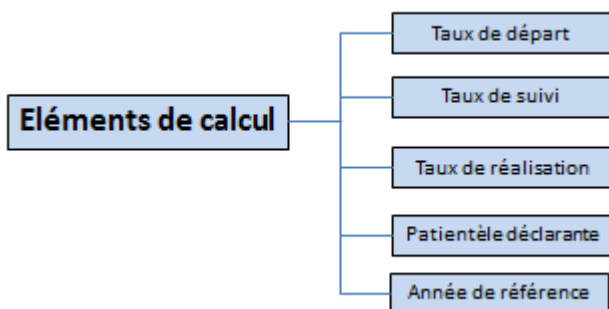 Taux de départ
Taux de suivi
Eléments de calcul
Taux de réalisation
Patientèle déclarante
Année de référence